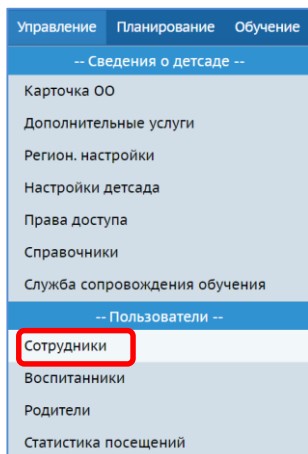 Управление Планирование Обучение
-- Сведения о детсаде --
Карточка ОО
Дополнительные услуги
Регион. настройки
Настройки детсада
Права доступа
Справочники
Служба сопровождения обучения
-- Пользователи --
Сотрудники
Воспитанники
Родители
Статистика посещений